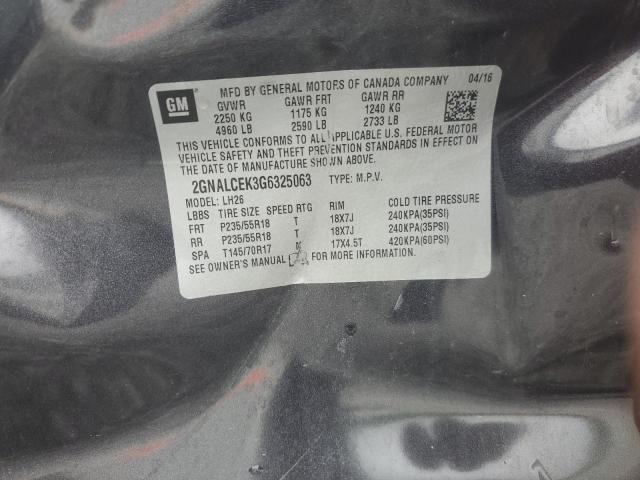 GM
MFD BY GENERAL MOTORS OF CANADA COMPANY 04/16
GVWR GAWR FRT GAWR RR
2250 KG 1175 KG 1240 KG
4960 LB 2590 LB 2733 LB
THIS VEHICLE CONFORMS TO ALL APPLICABLE U.S. FEDERAL MOTOR
VEHICLE SAFETY AND THEFT PREVENTION STANDARDS IN EFFECT ON
THE DATE OF MANUFACTURE SHOWN ABOVE.
2GNALCEK3G6325063 TYPE: M.P.V.
MODEL: LH26
LBBS TIRE SIZE SPEED RTG RIM COLD TIRE PRESSURE
FRT P235/55R18 T 18X7J 240KPA(35PSI)
RR P235/55R18 T 18X7J 240KPA(35PSI)
SPA T145/70R17 17X4.5T 420KPA(60PSI)
SEE OWNER'S MANUAL FOR MORE INFORMATION.